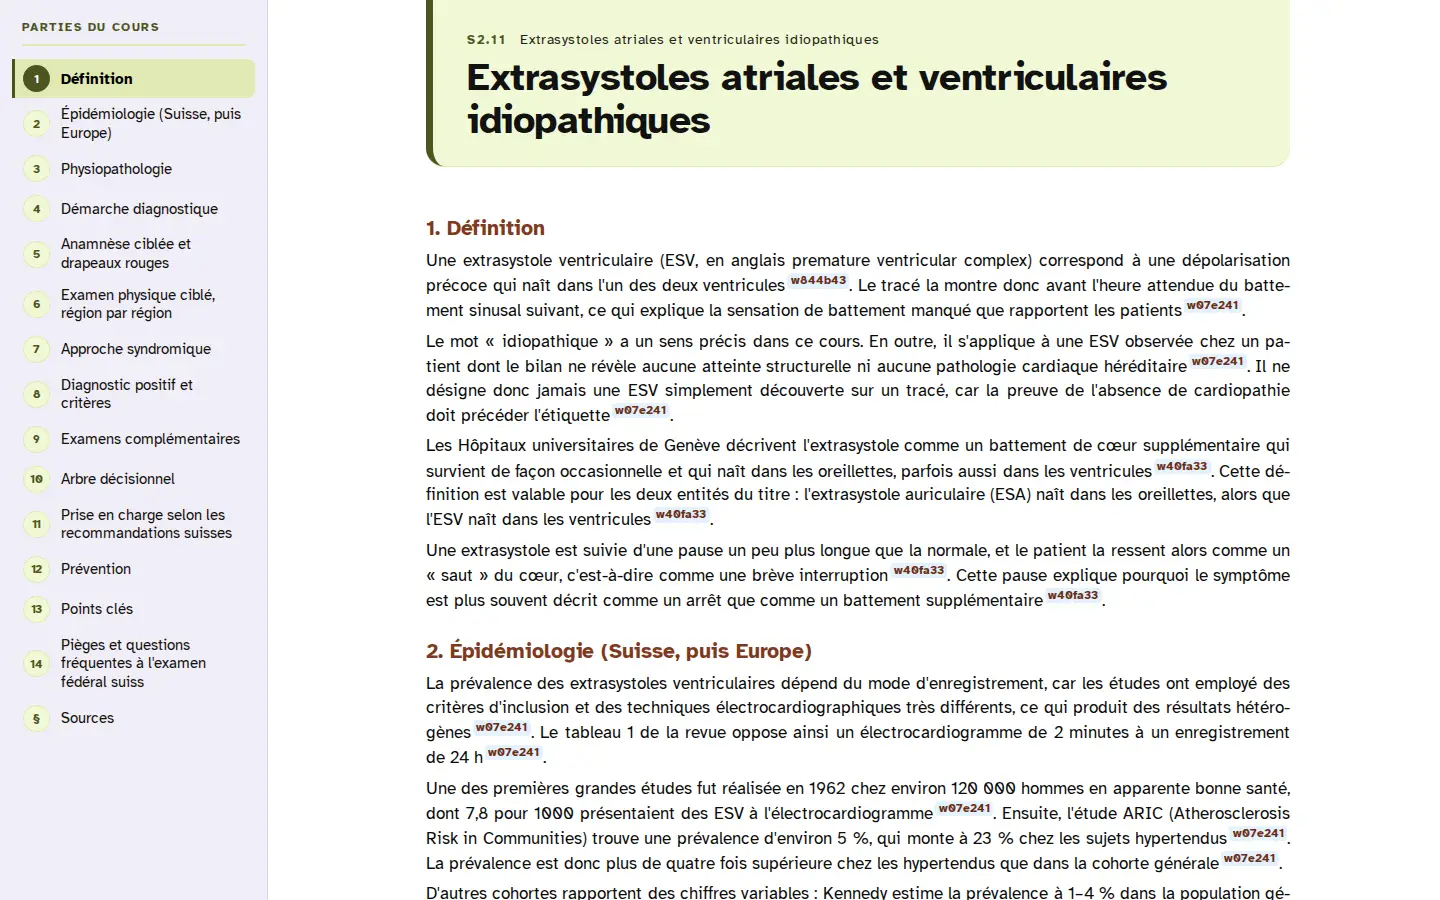 PARTIES DU COURS
1 Définition
2 Épidémiologie (Suisse, puis
Europe)
3 Physiopathologie
4 Démarche diagnostique
5 Anamnèse ciblée et
drapeaux rouges
6 Examen physique ciblé,
région par région
7 Approche syndromique
8 Diagnostic positif et
critères
9 Examens complémentaires
10 Arbre décisionnel
11 Prise en charge selon les
recommandations suisses
12 Prévention
13 Points clés
14 Pièges et questions
fréquentes à l'examen
fédéral suiss
§ Sources
S2.11 Extrasystoles atriales et ventriculaires idiopathiques
Extrasystoles atriales et ventriculaires
idiopathiques
1. Définition
Une extrasystole ventriculaire (ESV, en anglais premature ventricular complex) correspond à une dépolarisation
précoce qui naît dans l'un des deux ventricules w844b43. Le tracé la montre donc avant l'heure attendue du batte-
ment sinusal suivant, ce qui explique la sensation de battement manqué que rapportent les patients w07e241.
Le mot « idiopathique » a un sens précis dans ce cours. En outre, il s'applique à une ESV observée chez un pa-
tient dont le bilan ne révèle aucune atteinte structurelle ni aucune pathologie cardiaque héréditaire w07e241. Il ne
désigne donc jamais une ESV simplement découverte sur un tracé, car la preuve de l'absence de cardiopathie
doit précéder l'étiquette w07e241.
Les Hôpitaux universitaires de Genève décrivent l'extrasystole comme un battement de cœur supplémentaire qui
survient de façon occasionnelle et qui naît dans les oreillettes, parfois aussi dans les ventricules w40fa33. Cette dé-
finition est valable pour les deux entités du titre : l'extrasystole auriculaire (ESA) naît dans les oreillettes, alors que
l'ESV naît dans les ventricules w40fa33.
Une extrasystole est suivie d'une pause un peu plus longue que la normale, et le patient la ressent alors comme un
« saut » du cœur, c'est-à-dire comme une brève interruption w40fa33. Cette pause explique pourquoi le symptôme
est plus souvent décrit comme un arrêt que comme un battement supplémentaire w40fa33.
2. Épidémiologie (Suisse, puis Europe)
La prévalence des extrasystoles ventriculaires dépend du mode d'enregistrement, car les études ont employé des
critères d'inclusion et des techniques électrocardiographiques très différents, ce qui produit des résultats hétéro-
gènes w07e241. Le tableau 1 de la revue oppose ainsi un électrocardiogramme de 2 minutes à un enregistrement
de 24 h w07e241.
Une des premières grandes études fut réalisée en 1962 chez environ 120 000 hommes en apparente bonne santé,
dont 7,8 pour 1000 présentaient des ESV à l'électrocardiogramme w07e241. Ensuite, l'étude ARIC (Atherosclerosis
Risk in Communities) trouve une prévalence d'environ 5 %, qui monte à 23 % chez les sujets hypertendus w07e241.
La prévalence est donc plus de quatre fois supérieure chez les hypertendus que dans la cohorte générale w07e241.
D'autres cohortes rapportent des chiffres variables : Kennedy estime la prévalence à 1–4 % dans la population gé-